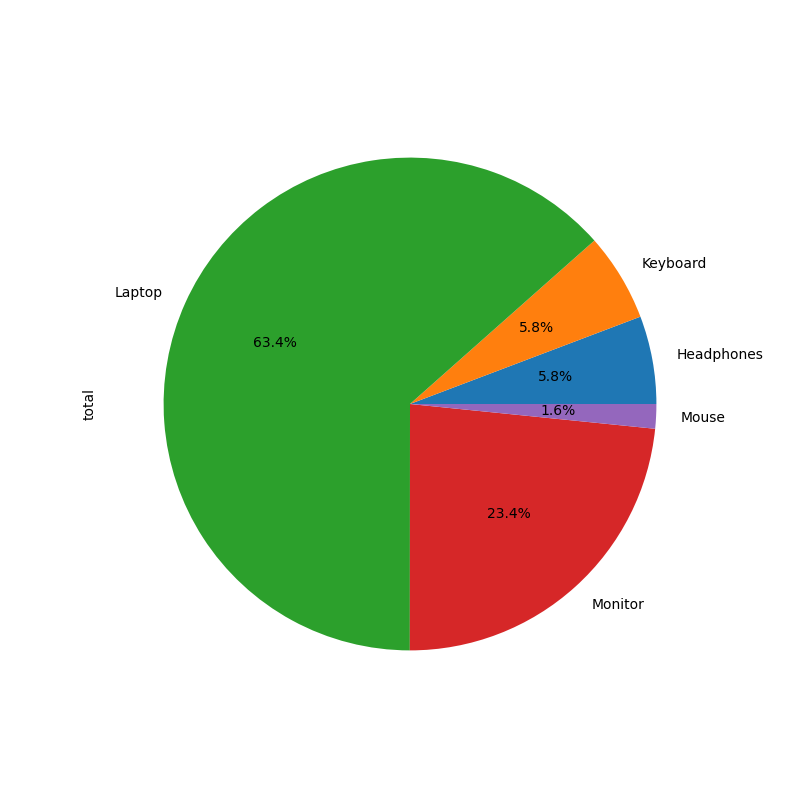 Keyboard
Laptop
63.4%
5.8%
Headphones
5.8%
total
1.6%
Mouse
23.4%
Monitor